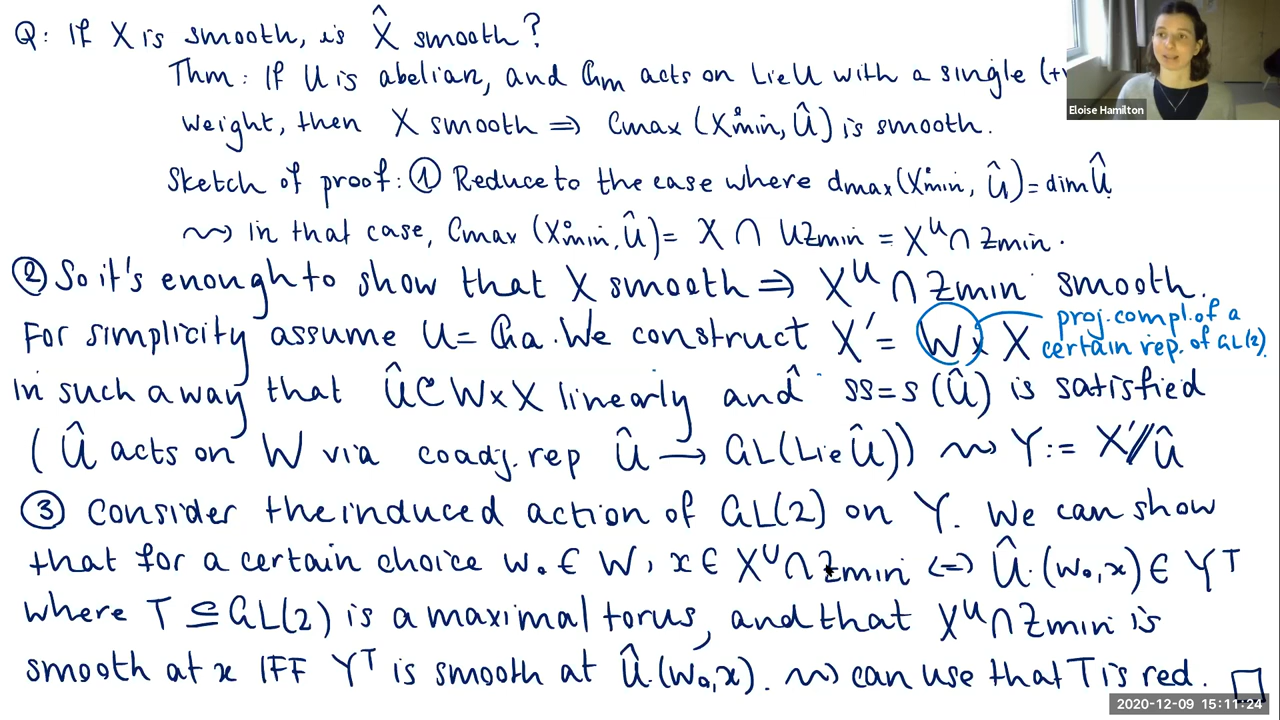 Q: If X is smooth, is X̂ smooth?
Thm: If U is abelian, and Gm acts on Lie U with a single (+v
weight, then X smooth ⇒ Cmax (X°min, Û) is smooth.
Sketch of proof: ① Reduce to the case where dmax(X°min, Û) = dim Û
⇝ in that case, Cmax (X°min, Û) = X ∩ UZmin = X^U ∩ Zmin.
② So it's enough to show that X smooth ⇒ X^U ∩ Zmin smooth.
For simplicity assume U = Ga. We construct X' = W × X
proj. compl. of a
certain rep. of GL(2).
in such a way that Û ↻ W × X linearly and ss = s (Û) is satisfied
(Û acts on W via coadj. rep Û → GL(Lie Û)) ⇝ Y := X'//Û
③ Consider the induced action of GL(2) on Y. We can show
that for a certain choice w₀ ∈ W, x ∈ X^U ∩ Zmin ⇔ Û·(w₀, x) ∈ Y^T
where T ⊆ GL(2) is a maximal torus, and that X^U ∩ Zmin is
smooth at x IFF Y^T is smooth at Û·(w₀, x). ⇝ can use that T is red. □
Eloise Hamilton
2020-12-09 15:11:24